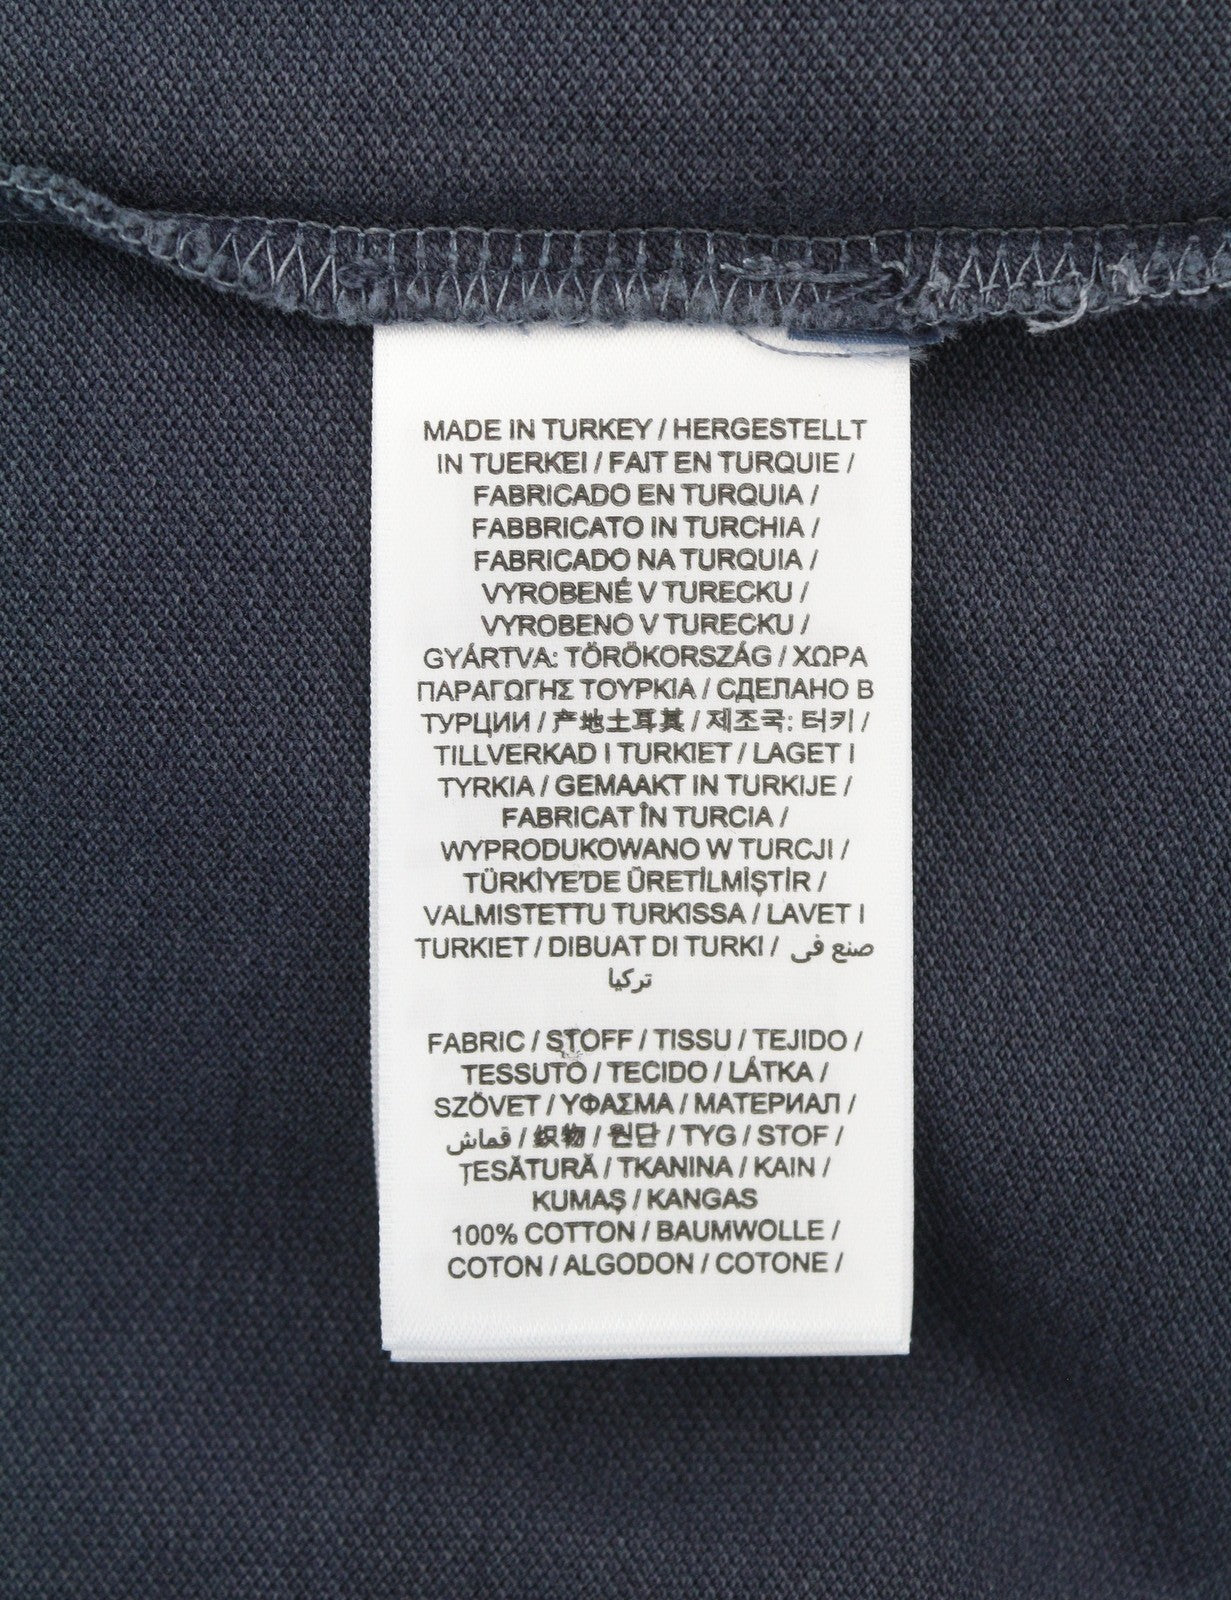 MADE IN TURKEY / HERGESTELLT
IN TUERKEI / FAIT EN TURQUIE /
FABRICADO EN TURQUIA /
FABBRICATO IN TURCHIA /
FABRICADO NA TURQUIA /
VYROBENÉ V TURECKU /
VYROBENO V TURECKU /
GYÁRTVA: TÖRÖKORSZÁG / ΧΩΡΑ
ΠΑΡΑΓΩΓΗΣ ΤΟΥΡΚΙΑ / СДЕЛАНО В
ТУРЦИИ / 产地土耳其 / 제조국: 터키 /
TILLVERKAD I TURKIET / LAGET I
TYRKIA / GEMAAKT IN TURKIJE /
FABRICAT ÎN TURCIA /
WYPRODUKOWANO W TURCJI /
TÜRKİYE'DE ÜRETİLMİŞTİR /
VALMISTETTU TURKISSA / LAVET I
TURKIET / DIBUAT DI TURKI / صنع فى
تركيا
FABRIC / STOFF / TISSU / TEJIDO /
TESSUTO / TECIDO / LÁTKA /
SZÖVET / ΥΦΑΣΜΑ / МАТЕРИАЛ /
قماش / 织物 / 원단 / TYG / STOF /
ȚESĂTURĂ / TKANINA / KAIN /
KUMAŞ / KANGAS
100% COTTON / BAUMWOLLE /
COTON / ALGODON / COTONE /